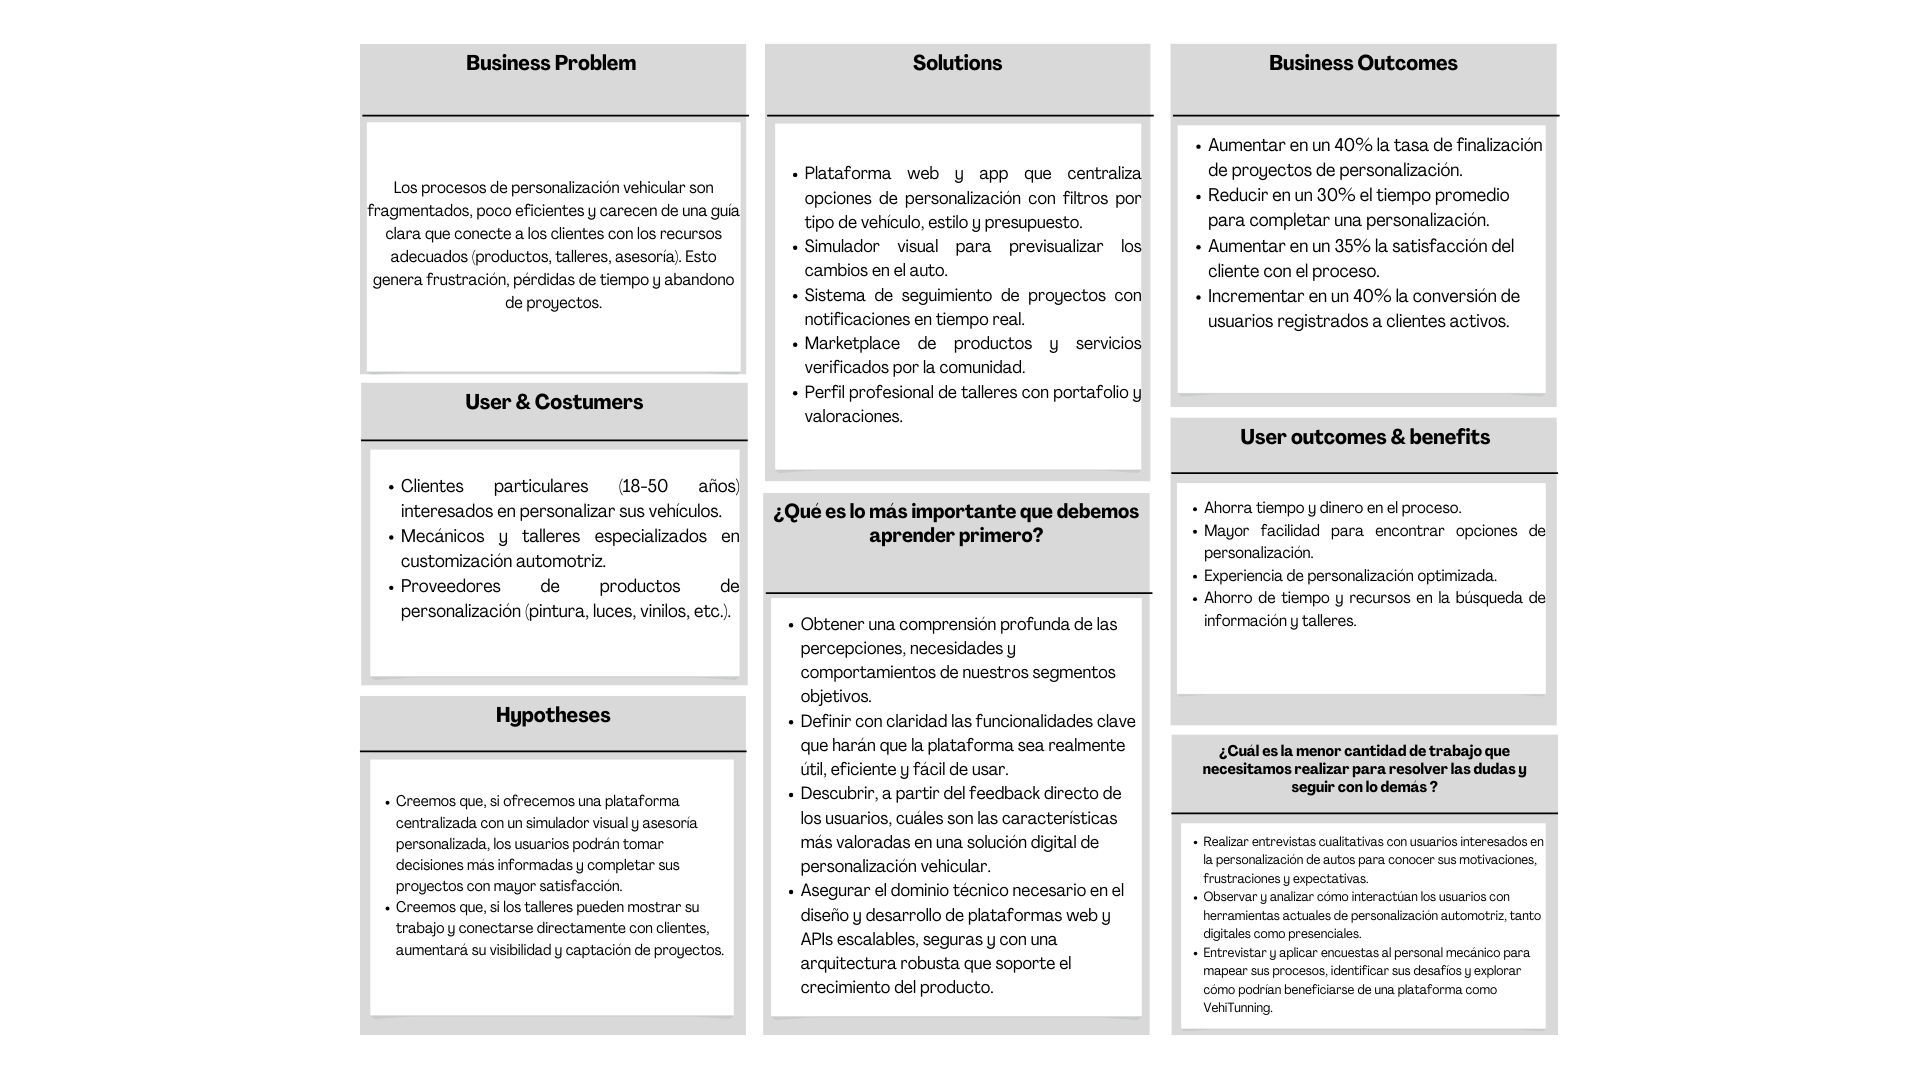 Business Problem
Los procesos de personalización vehicular son
fragmentados, poco eficientes y carecen de una guía
clara que conecte a los clientes con los recursos
adecuados (productos, talleres, asesoría). Esto
genera frustración, pérdidas de tiempo y abandono
de proyectos.
User & Costumers
• Clientes particulares (18-50 años)
interesados en personalizar sus vehículos.
• Mecánicos y talleres especializados en
customización automotriz.
• Proveedores de productos de
personalización (pintura, luces, vinilos, etc.).
Hypotheses
• Creemos que, si ofrecemos una plataforma
centralizada con un simulador visual y asesoría
personalizada, los usuarios podrán tomar
decisiones más informadas y completar sus
proyectos con mayor satisfacción.
• Creemos que, si los talleres pueden mostrar su
trabajo y conectarse directamente con clientes,
aumentará su visibilidad y captación de proyectos.
Solutions
• Plataforma web y app que centraliza
opciones de personalización con filtros por
tipo de vehículo, estilo y presupuesto.
• Simulador visual para previsualizar los
cambios en el auto.
• Sistema de seguimiento de proyectos con
notificaciones en tiempo real.
• Marketplace de productos y servicios
verificados por la comunidad.
• Perfil profesional de talleres con portafolio y
valoraciones.
¿Qué es lo más importante que debemos
aprender primero?
• Obtener una comprensión profunda de las
percepciones, necesidades y
comportamientos de nuestros segmentos
objetivos.
• Definir con claridad las funcionalidades clave
que harán que la plataforma sea realmente
útil, eficiente y fácil de usar.
• Descubrir, a partir del feedback directo de
los usuarios, cuáles son las características
más valoradas en una solución digital de
personalización vehicular.
• Asegurar el dominio técnico necesario en el
diseño y desarrollo de plataformas web y
APIs escalables, seguras y con una
arquitectura robusta que soporte el
crecimiento del producto.
Business Outcomes
• Aumentar en un 40% la tasa de finalización
de proyectos de personalización.
• Reducir en un 30% el tiempo promedio
para completar una personalización.
• Aumentar en un 35% la satisfacción del
cliente con el proceso.
• Incrementar en un 40% la conversión de
usuarios registrados a clientes activos.
User outcomes & benefits
• Ahorra tiempo y dinero en el proceso.
• Mayor facilidad para encontrar opciones de
personalización.
• Experiencia de personalización optimizada.
• Ahorro de tiempo y recursos en la búsqueda de
información y talleres.
¿Cuál es la menor cantidad de trabajo que
necesitamos realizar para resolver las dudas y
seguir con lo demás ?
• Realizar entrevistas cualitativas con usuarios interesados en
la personalización de autos para conocer sus motivaciones,
frustraciones y expectativas.
• Observar y analizar cómo interactúan los usuarios con
herramientas actuales de personalización automotriz, tanto
digitales como presenciales.
• Entrevistar y aplicar encuestas al personal mecánico para
mapear sus procesos, identificar sus desafíos y explorar
cómo podrían beneficiarse de una plataforma como
VehiTunning.